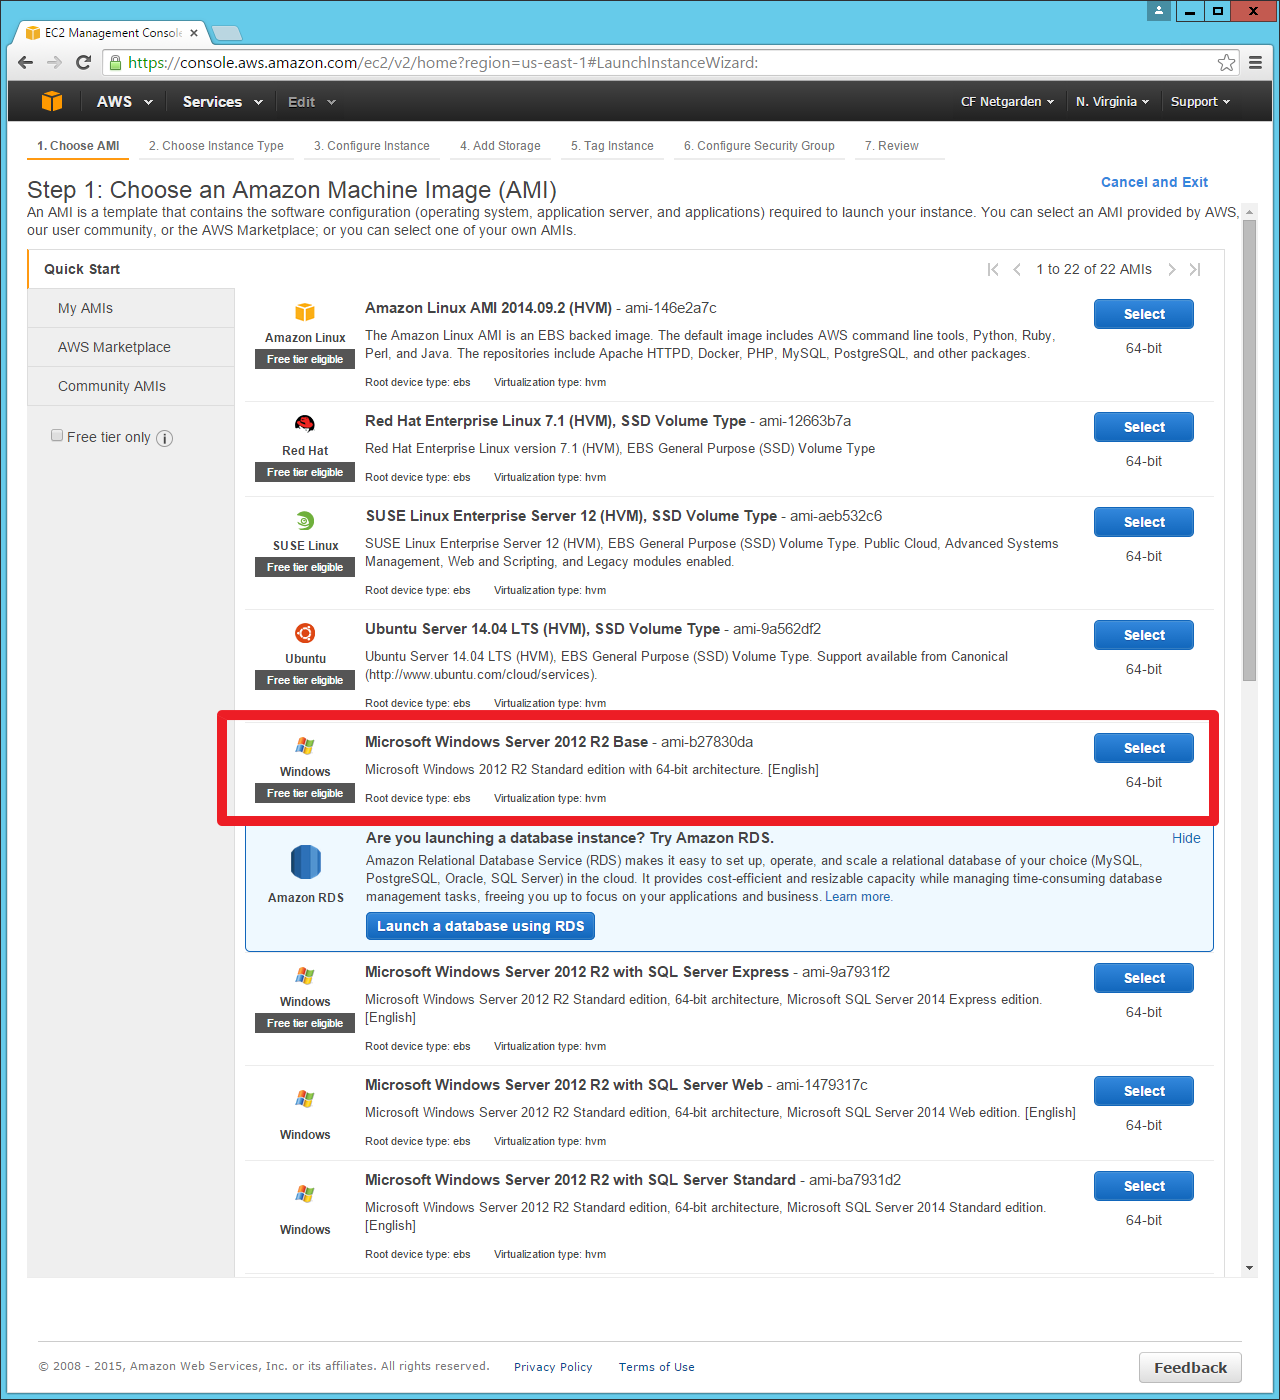 EC2 Management Console
https://console.aws.amazon.com/ec2/v2/home?region=us-east-1#LaunchInstanceWizard:
AWS Services Edit CF Netgarden N. Virginia Support
1. Choose AMI 2. Choose Instance Type 3. Configure Instance 4. Add Storage 5. Tag Instance 6. Configure Security Group 7. Review
Step 1: Choose an Amazon Machine Image (AMI)
Cancel and Exit
An AMI is a template that contains the software configuration (operating system, application server, and applications) required to launch your instance. You can select an AMI provided by AWS,
our user community, or the AWS Marketplace; or you can select one of your own AMIs.
Quick Start
1 to 22 of 22 AMIs
My AMIs
AWS Marketplace
Community AMIs
Free tier only
Amazon Linux
Free tier eligible
Amazon Linux AMI 2014.09.2 (HVM) - ami-146e2a7c
The Amazon Linux AMI is an EBS backed image. The default image includes AWS command line tools, Python, Ruby,
Perl, and Java. The repositories include Apache HTTPD, Docker, PHP, MySQL, PostgreSQL, and other packages.
Root device type: ebs Virtualization type: hvm
Select
64-bit
Red Hat
Free tier eligible
Red Hat Enterprise Linux 7.1 (HVM), SSD Volume Type - ami-12663b7a
Red Hat Enterprise Linux version 7.1 (HVM), EBS General Purpose (SSD) Volume Type
Root device type: ebs Virtualization type: hvm
Select
64-bit
SUSE Linux
Free tier eligible
SUSE Linux Enterprise Server 12 (HVM), SSD Volume Type - ami-aeb532c6
SUSE Linux Enterprise Server 12 (HVM), EBS General Purpose (SSD) Volume Type. Public Cloud, Advanced Systems
Management, Web and Scripting, and Legacy modules enabled.
Root device type: ebs Virtualization type: hvm
Select
64-bit
Ubuntu
Free tier eligible
Ubuntu Server 14.04 LTS (HVM), SSD Volume Type - ami-9a562df2
Ubuntu Server 14.04 LTS (HVM), EBS General Purpose (SSD) Volume Type. Support available from Canonical
(http://www.ubuntu.com/cloud/services).
Root device type: ebs Virtualization type: hvm
Select
64-bit
Windows
Free tier eligible
Microsoft Windows Server 2012 R2 Base - ami-b27830da
Microsoft Windows 2012 R2 Standard edition with 64-bit architecture. [English]
Root device type: ebs Virtualization type: hvm
Select
64-bit
Amazon RDS
Are you launching a database instance? Try Amazon RDS.
Hide
Amazon Relational Database Service (RDS) makes it easy to set up, operate, and scale a relational database of your choice (MySQL,
PostgreSQL, Oracle, SQL Server) in the cloud. It provides cost-efficient and resizable capacity while managing time-consuming database
management tasks, freeing you up to focus on your applications and business. Learn more.
Launch a database using RDS
Windows
Free tier eligible
Microsoft Windows Server 2012 R2 with SQL Server Express - ami-9a7931f2
Microsoft Windows Server 2012 R2 Standard edition, 64-bit architecture, Microsoft SQL Server 2014 Express edition.
[English]
Root device type: ebs Virtualization type: hvm
Select
64-bit
Windows
Microsoft Windows Server 2012 R2 with SQL Server Web - ami-1479317c
Microsoft Windows Server 2012 R2 Standard edition, 64-bit architecture, Microsoft SQL Server 2014 Web edition. [English]
Root device type: ebs Virtualization type: hvm
Select
64-bit
Windows
Microsoft Windows Server 2012 R2 with SQL Server Standard - ami-ba7931d2
Microsoft Windows Server 2012 R2 Standard edition, 64-bit architecture, Microsoft SQL Server 2014 Standard edition.
[English]
Root device type: ebs Virtualization type: hvm
Select
64-bit
© 2008 - 2015, Amazon Web Services, Inc. or its affiliates. All rights reserved. Privacy Policy Terms of Use
Feedback